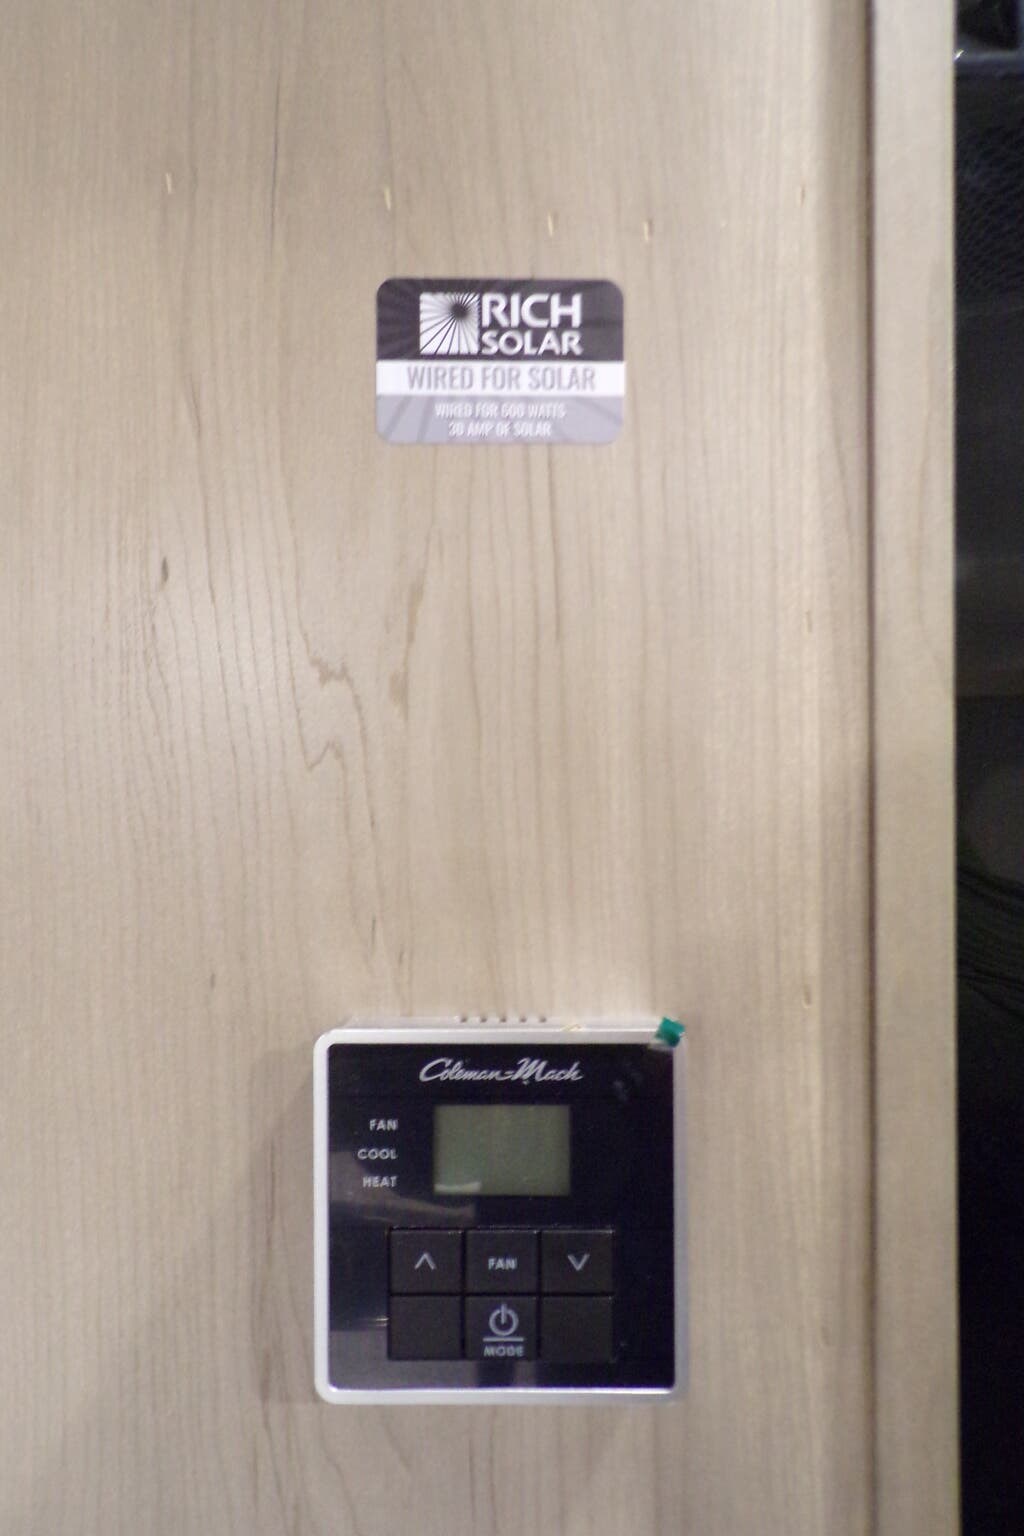 RICH
SOLAR
WIRED FOR SOLAR
WIRED FOR 600 WATTS
30 AMP OF SOLAR
Coleman-Mach
FAN
COOL
HEAT
FAN
MODE